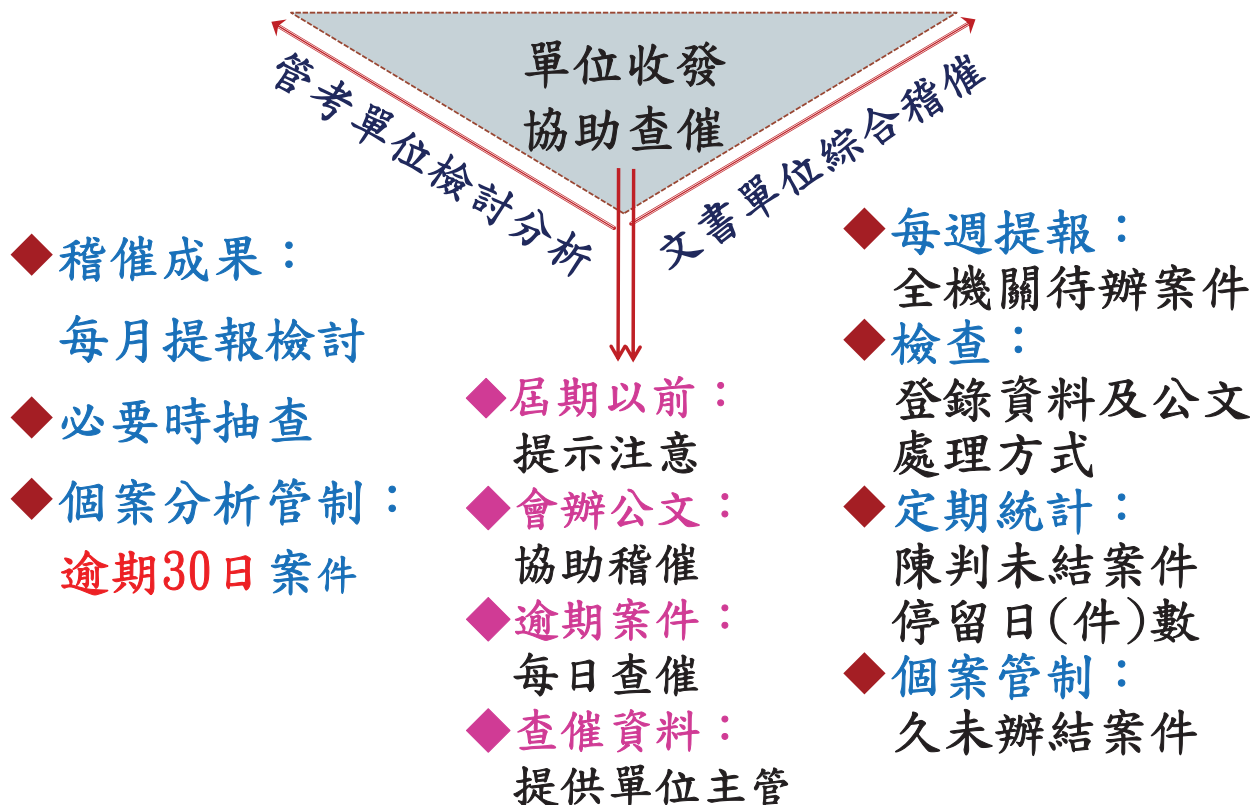 單位收發
協助查催
管考單位檢討分析
文書單位綜合稽催
◆稽催成果：
每月提報檢討
◆必要時抽查
◆個案分析管制：
逾期30日案件
◆屆期以前：
提示注意
◆會辦公文：
協助稽催
◆逾期案件：
每日查催
◆查催資料：
提供單位主管
◆每週提報：
全機關待辦案件
◆檢查：
登錄資料及公文
處理方式
◆定期統計：
陳判未結案件
停留日(件)數
◆個案管制：
久未辦結案件